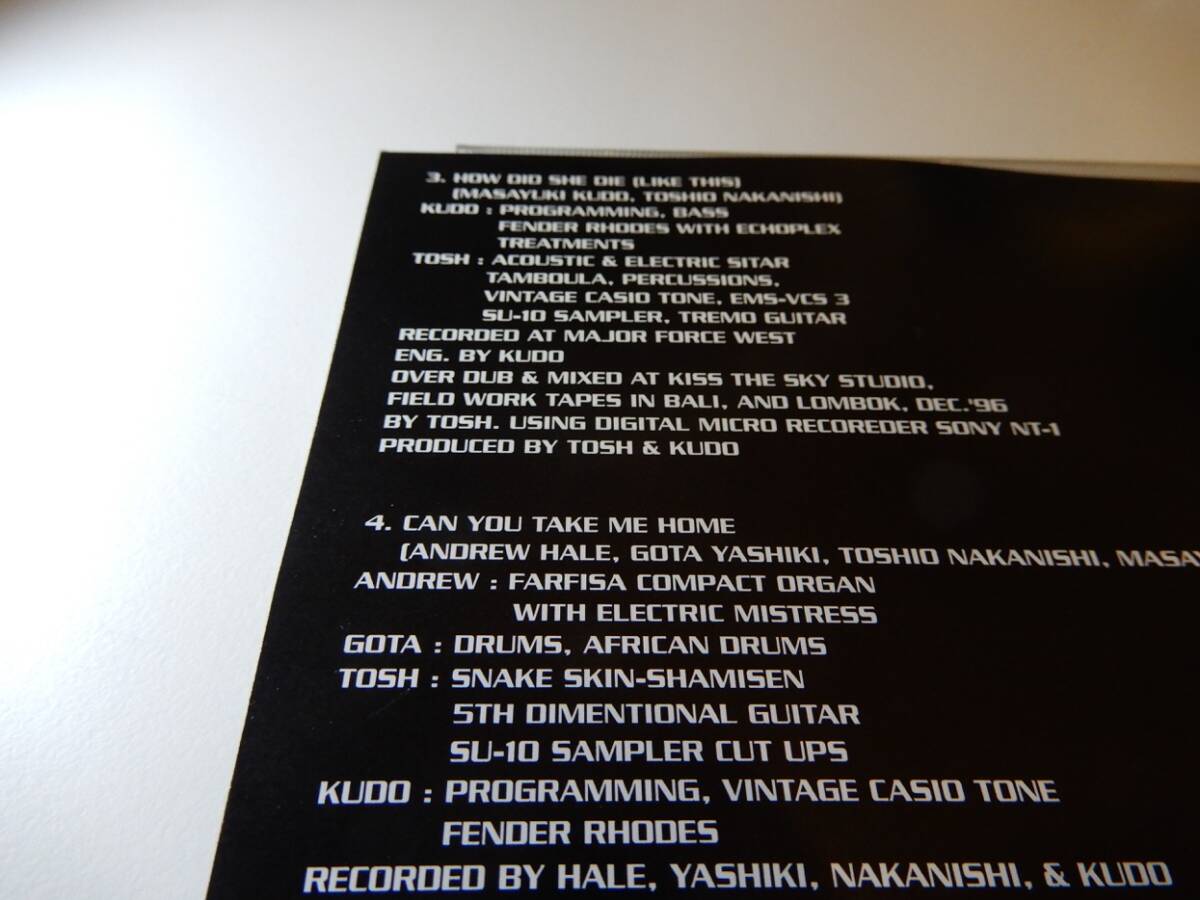 3. HOW DID SHE DIE (LIKE THIS)
(MASAYUKI KUDO, TOSHIO NAKANISHI)
KUDO : PROGRAMMING, BASS
FENDER RHODES WITH ECHOPLEX
TREATMENTS
TOSH : ACOUSTIC & ELECTRIC SITAR
TAMBOULA, PERCUSSIONS,
VINTAGE CASIO TONE, EMS-VCS 3
SU-10 SAMPLER, TREMO GUITAR
RECORDED AT MAJOR FORCE WEST
ENG. BY KUDO
OVER DUB & MIXED AT KISS THE SKY STUDIO,
FIELD WORK TAPES IN BALI, AND LOMBOK, DEC.'96
BY TOSH. USING DIGITAL MICRO RECOREDER SONY NT-1
PRODUCED BY TOSH & KUDO
4. CAN YOU TAKE ME HOME
(ANDREW HALE, GOTA YASHIKI, TOSHIO NAKANISHI, MASAY
ANDREW : FARFISA COMPACT ORGAN
WITH ELECTRIC MISTRESS
GOTA : DRUMS, AFRICAN DRUMS
TOSH : SNAKE SKIN-SHAMISEN
5TH DIMENTIONAL GUITAR
SU-10 SAMPLER CUT UPS
KUDO : PROGRAMMING, VINTAGE CASIO TONE
FENDER RHODES
RECORDED BY HALE, YASHIKI, NAKANISHI, & KUDO